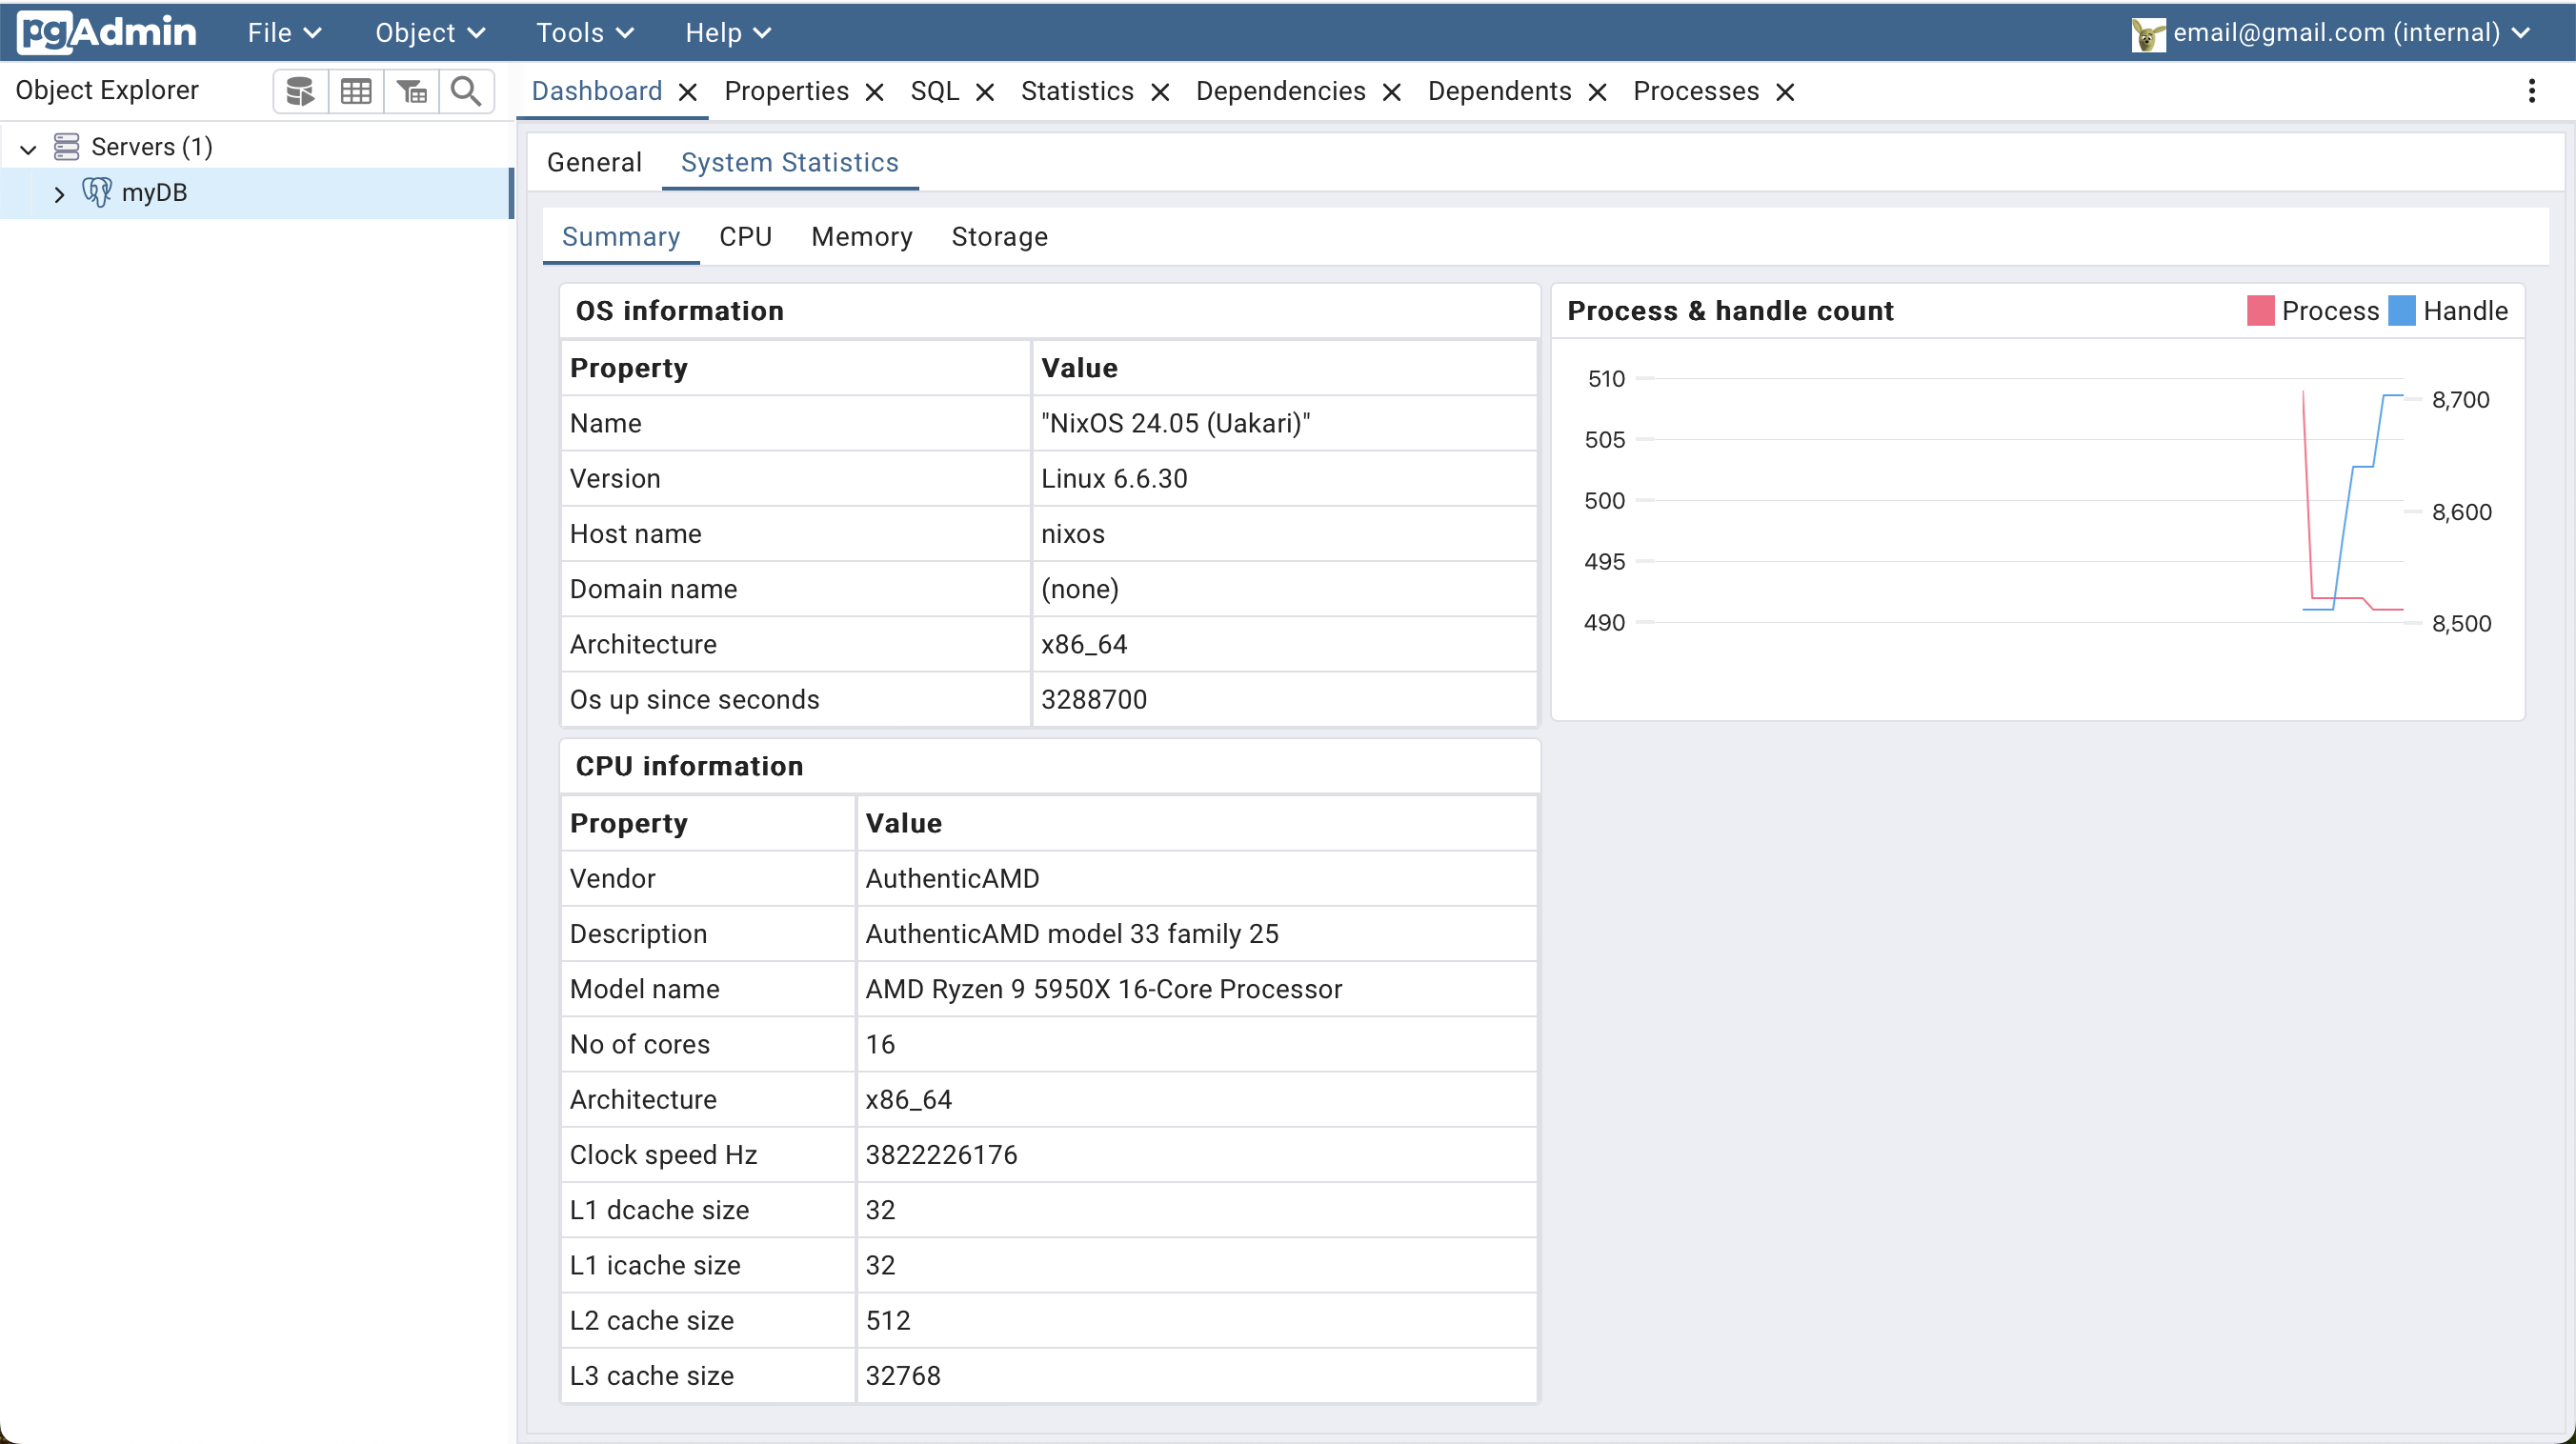 pgAdmin File Object Tools Help email@gmail.com (internal)
Object Explorer
Servers (1)
myDB
Dashboard Properties SQL Statistics Dependencies Dependents Processes
General System Statistics
Summary CPU Memory Storage
OS information
Property Value
Name "NixOS 24.05 (Uakari)"
Version Linux 6.6.30
Host name nixos
Domain name (none)
Architecture x86_64
Os up since seconds 3288700
Process & handle count Process Handle
510
505
500
495
490
8,700
8,600
8,500
CPU information
Property Value
Vendor AuthenticAMD
Description AuthenticAMD model 33 family 25
Model name AMD Ryzen 9 5950X 16-Core Processor
No of cores 16
Architecture x86_64
Clock speed Hz 3822226176
L1 dcache size 32
L1 icache size 32
L2 cache size 512
L3 cache size 32768